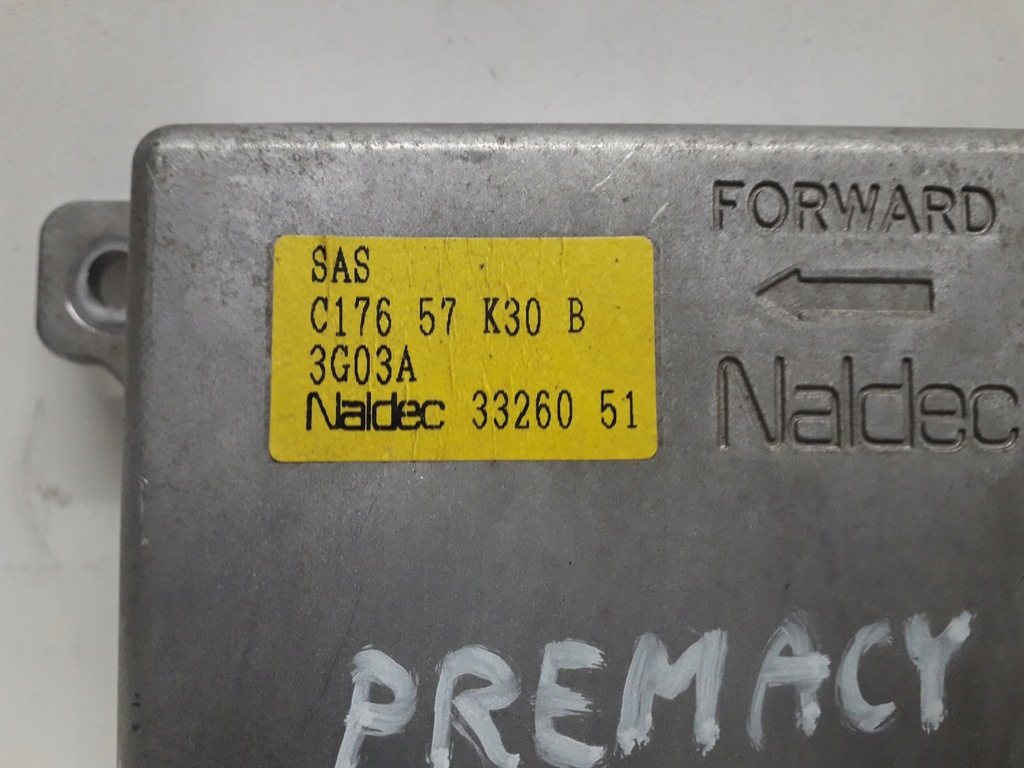 FORWARD
SAS
C176 57 K30 B
3G03A
Naldec 33260 51
Naldec
PREMACY